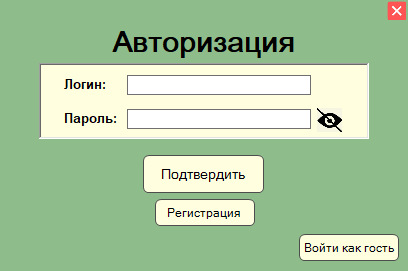 Авторизация
Логин:
Пароль:
Подтвердить
Регистрация
Войти как гость